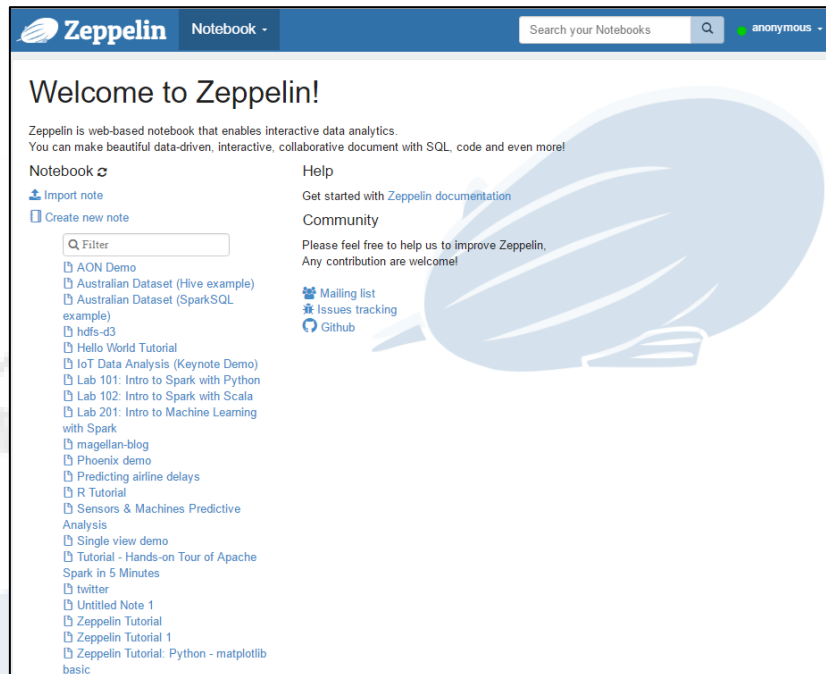 Zeppelin Notebook Search your Notebooks anonymous
Welcome to Zeppelin!
Zeppelin is web-based notebook that enables interactive data analytics.
You can make beautiful data-driven, interactive, collaborative document with SQL, code and even more!
Notebook
Import note
Create new note
Filter
AON Demo
Australian Dataset (Hive example)
Australian Dataset (SparkSQL
example)
hdfs-d3
Hello World Tutorial
IoT Data Analysis (Keynote Demo)
Lab 101: Intro to Spark with Python
Lab 102: Intro to Spark with Scala
Lab 201: Intro to Machine Learning
with Spark
magellan-blog
Phoenix demo
Predicting airline delays
R Tutorial
Sensors & Machines Predictive
Analysis
Single view demo
Tutorial - Hands-on Tour of Apache
Spark in 5 Minutes
twitter
Untitled Note 1
Zeppelin Tutorial
Zeppelin Tutorial 1
Zeppelin Tutorial: Python - matplotlib
basic
Help
Get started with Zeppelin documentation
Community
Please feel free to help us to improve Zeppelin,
Any contribution are welcome!
Mailing list
Issues tracking
Github